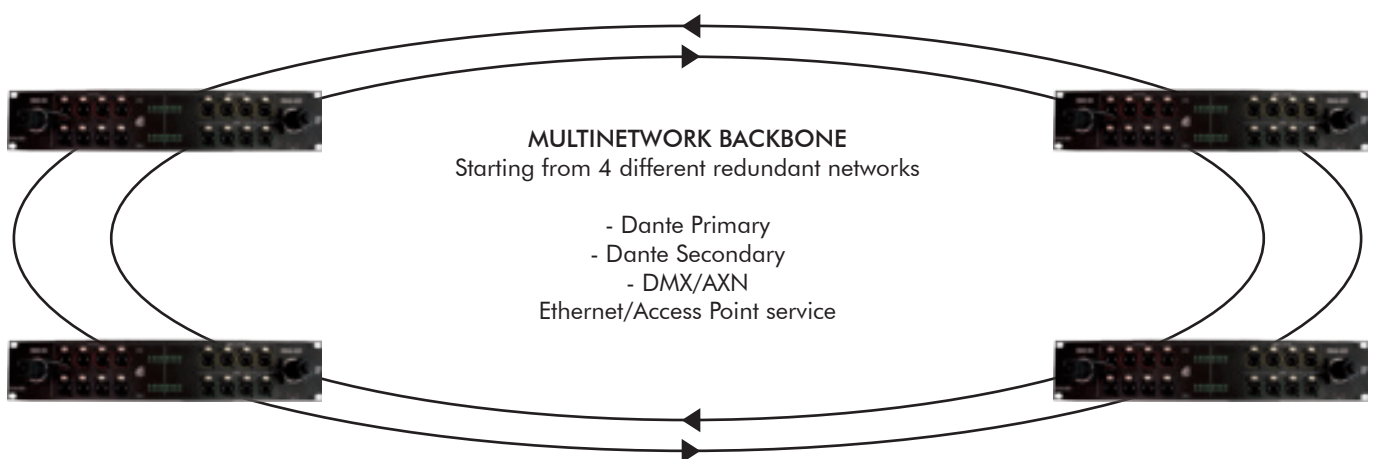 MULTINETWORK BACKBONE
Starting from 4 different redundant networks
- Dante Primary
- Dante Secondary
- DMX/AXN
Ethernet/Access Point service